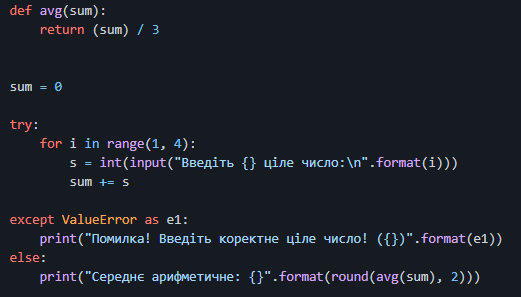 def avg(sum):
    return (sum) / 3
sum = 0
try:
    for i in range(1, 4):
        s = int(input("Введіть {} ціле число:\n".format(i)))
        sum += s
except ValueError as e1:
    print("Помилка! Введіть коректне ціле число! ({})".format(e1))
else:
    print("Середнє арифметичне: {}".format(round(avg(sum), 2)))